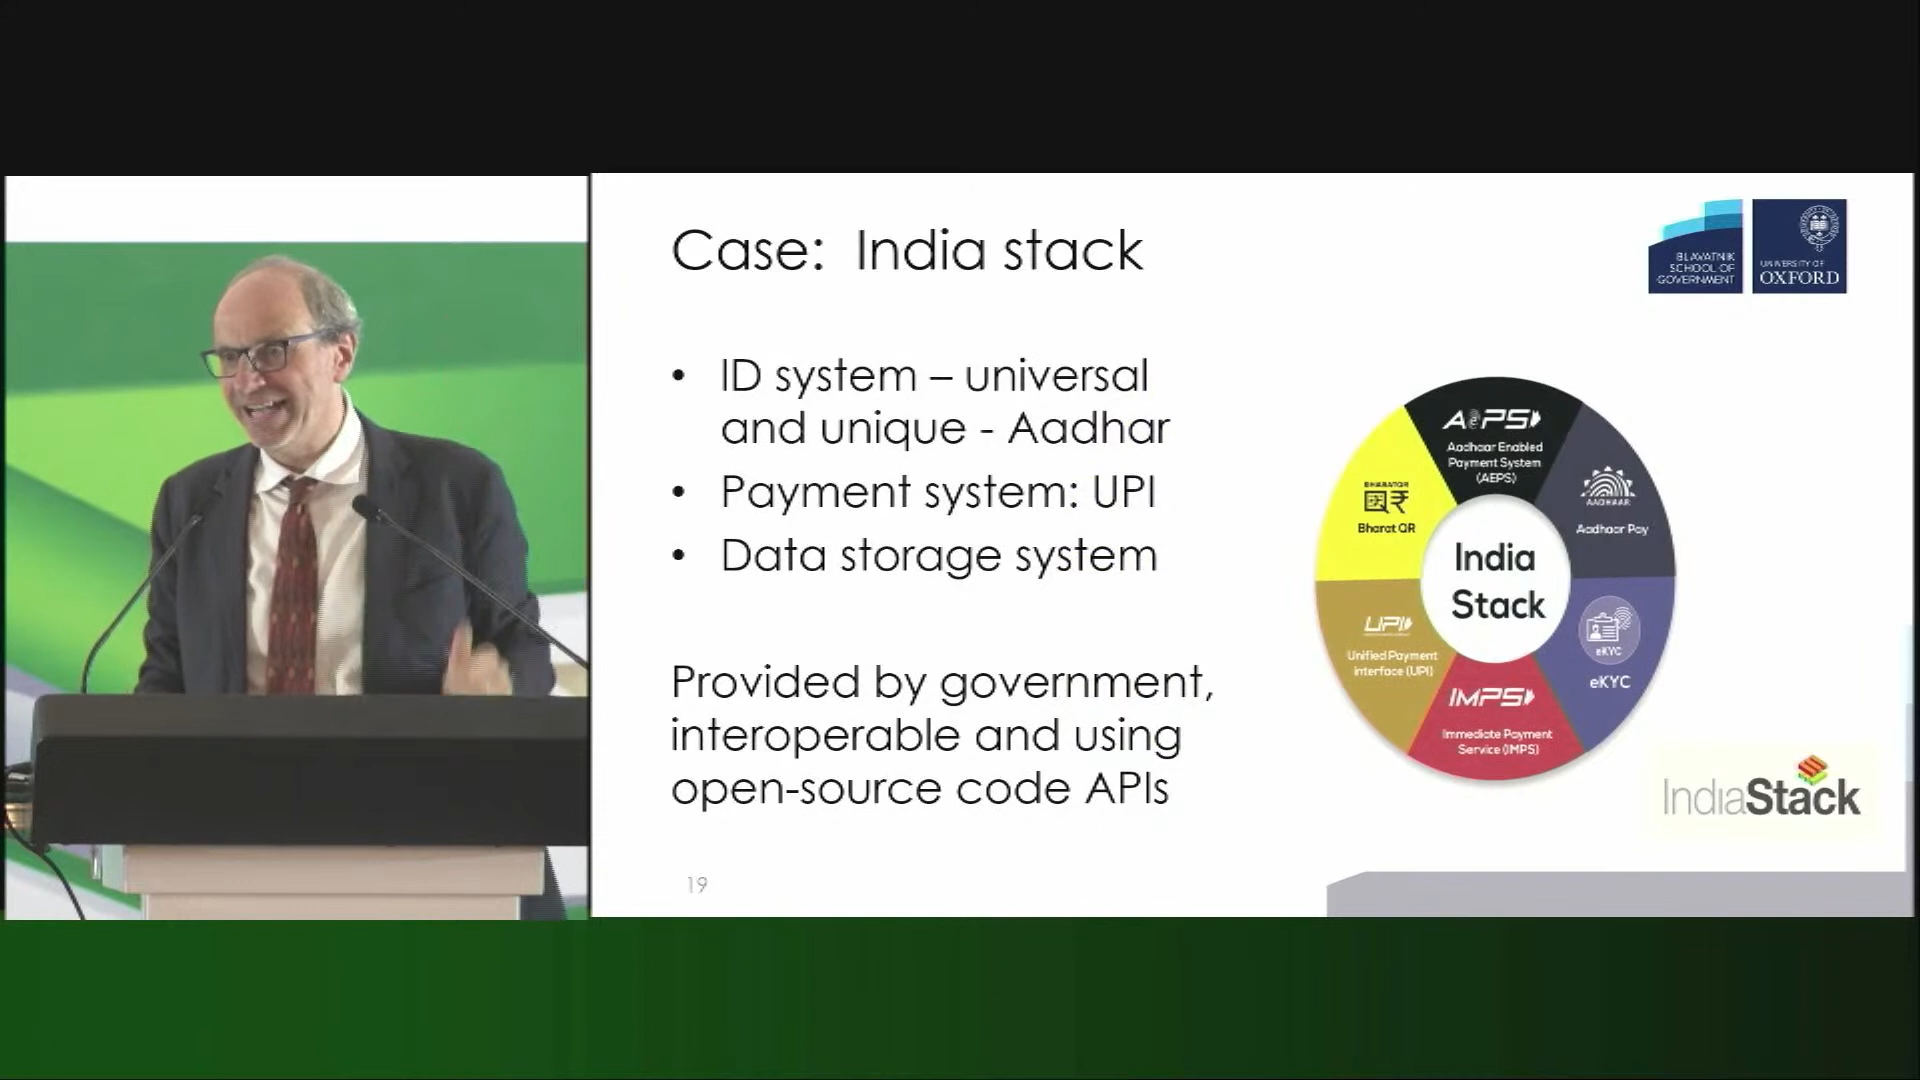 Case: India stack
BLAVATNIK
SCHOOL OF
GOVERNMENT
UNIVERSITY OF
OXFORD
• ID system – universal
and unique - Aadhar
• Payment system: UPI
• Data storage system
Provided by government,
interoperable and using
open-source code APIs
AePS
Aadhaar Enabled
Payment System
(AEPS)
AADHAAR
Aadhaar Pay
eKYC
eKYC
IMPS
Immediate Payment
Service (IMPS)
UPI
Unified Payment
interface (UPI)
BHARATQR
Bharat QR
India
Stack
IndiaStack
19